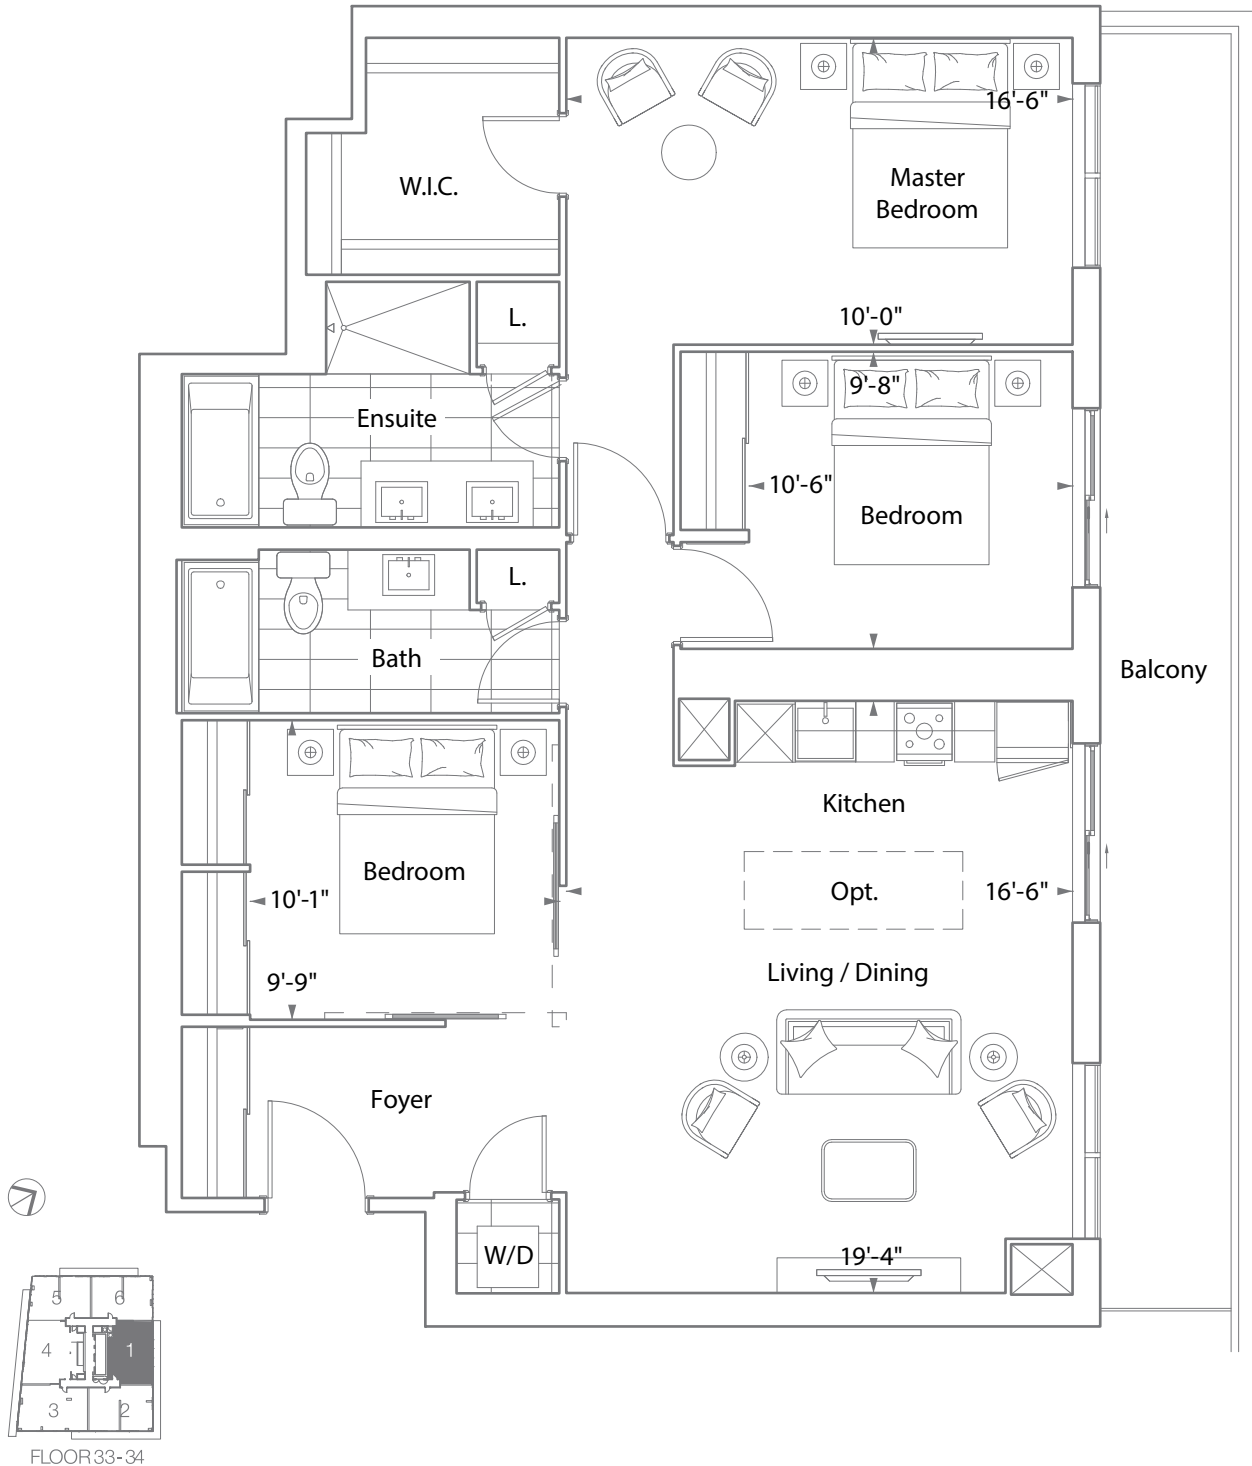 16'-6"
W.I.C.
Master
Bedroom
L.
10'-0"
9'-8"
Ensuite
10'-6"
Bedroom
L.
Bath
Balcony
Kitchen
Bedroom
10'-1"
Opt.
16'-6"
Living / Dining
9'-9"
Foyer
W/D
19'-4"
5
6
4
1
3
2
FLOOR 33-34